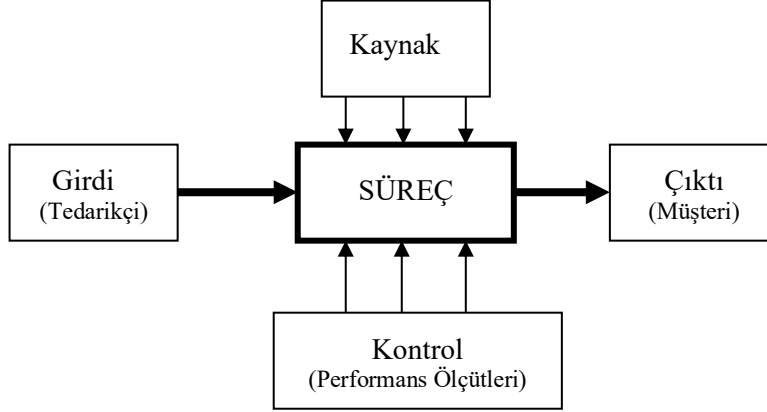 Kaynak
Girdi
(Tedarikçi)
SÜREÇ
Çıktı
(Müşteri)
Kontrol
(Performans Ölçütleri)